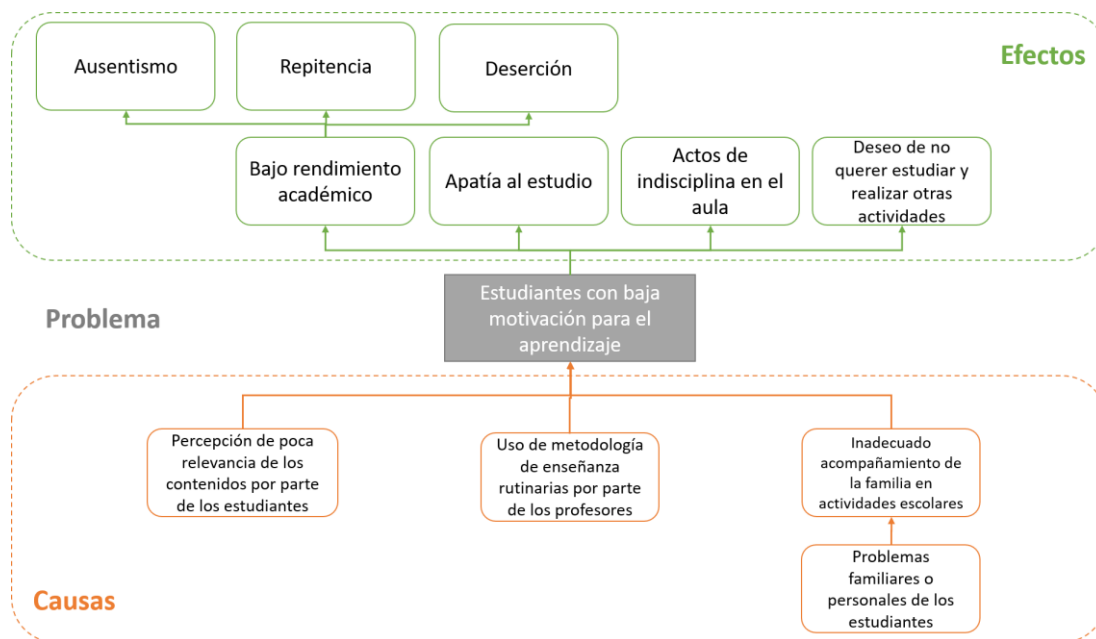 Efectos
Ausentismo
Repitencia
Deserción
Bajo rendimiento
académico
Apatía al estudio
Actos de
indisciplina en el
aula
Deseo de no
querer estudiar y
realizar otras
actividades
Problema
Estudiantes con baja
motivación para el
aprendizaje
Percepción de poca
relevancia de los
contenidos por parte
de los estudiantes
Uso de metodología
de enseñanza
rutinarias por parte
de los profesores
Inadecuado
acompañamiento de
la familia en
actividades escolares
Problemas
familiares o
personales de los
estudiantes
Causas